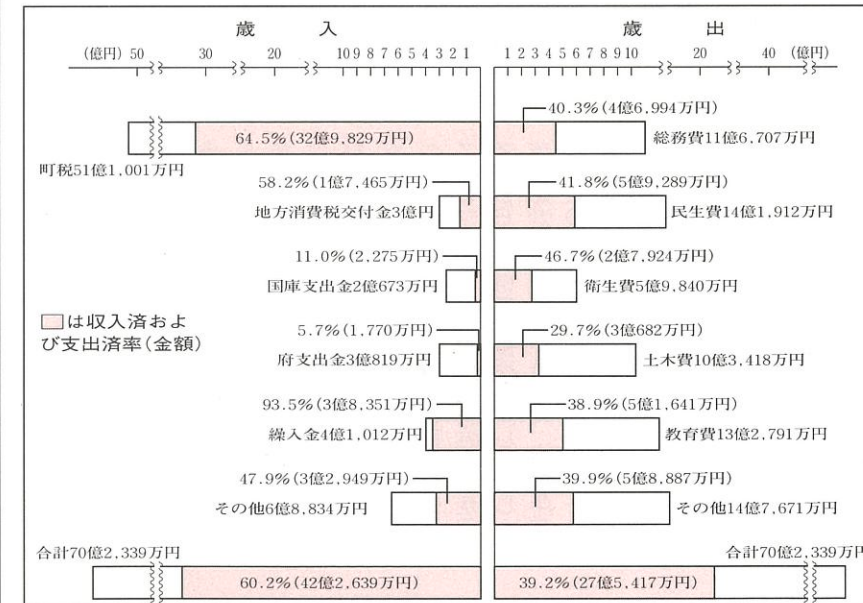 歳入
歳出
(億円) 50 30 20 10 9 8 7 6 5 4 3 2 1
1 2 3 4 5 6 7 8 9 10 20 40 (億円)
64.5%(32億9,829万円)
町税51億1,001万円
58.2%(1億7,465万円)
地方消費税交付金3億円
11.0%(2,275万円)
国庫支出金2億673万円
5.7%(1,770万円)
府支出金3億819万円
93.5%(3億8,351万円)
繰入金4億1,012万円
47.9%(3億2,949万円)
その他6億8,834万円
合計70億2,339万円
60.2%(42億2,639万円)
は収入済およ
び支出済率(金額)
40.3%(4億6,994万円)
総務費11億6,707万円
41.8%(5億9,289万円)
民生費14億1,912万円
46.7%(2億7,924万円)
衛生費5億9,840万円
29.7%(3億682万円)
土木費10億3,418万円
38.9%(5億1,641万円)
教育費13億2,791万円
39.9%(5億8,887万円)
その他14億7,671万円
合計70億2,339万円
39.2%(27億5,417万円)